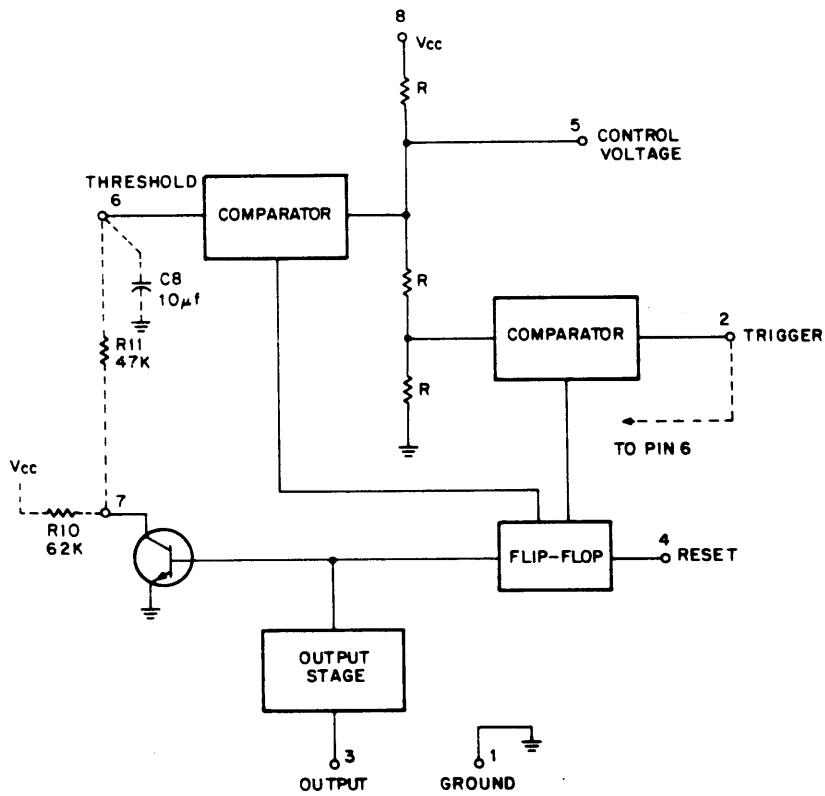 8
Vcc
R
5
CONTROL
VOLTAGE
THRESHOLD
6
COMPARATOR
C8
10μf
R
2
COMPARATOR
TRIGGER
R11
47K
R
TO PIN 6
Vcc
7
R10
62K
4
FLIP-FLOP
RESET
OUTPUT
STAGE
3
1
OUTPUT
GROUND